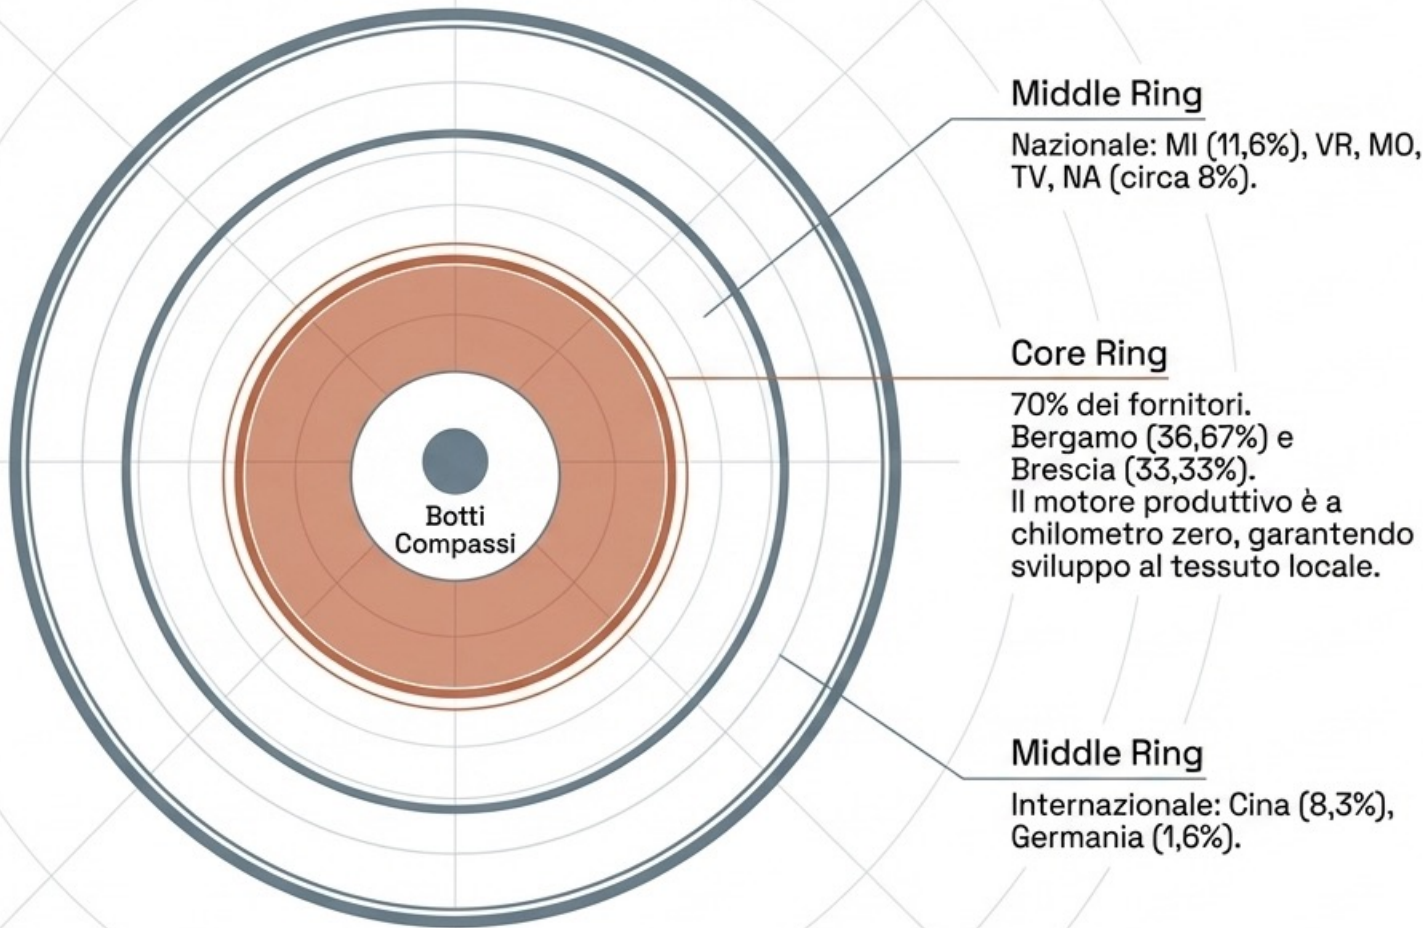 Middle Ring
Nazionale: MI (11,6%), VR, MO,
TV, NA (circa 8%).
Core Ring
70% dei fornitori.
Bergamo (36,67%) e
Brescia (33,33%).
Il motore produttivo è a
chilometro zero, garantendo
sviluppo al tessuto locale.
Botti
Compassi
Middle Ring
Internazionale: Cina (8,3%),
Germania (1,6%).